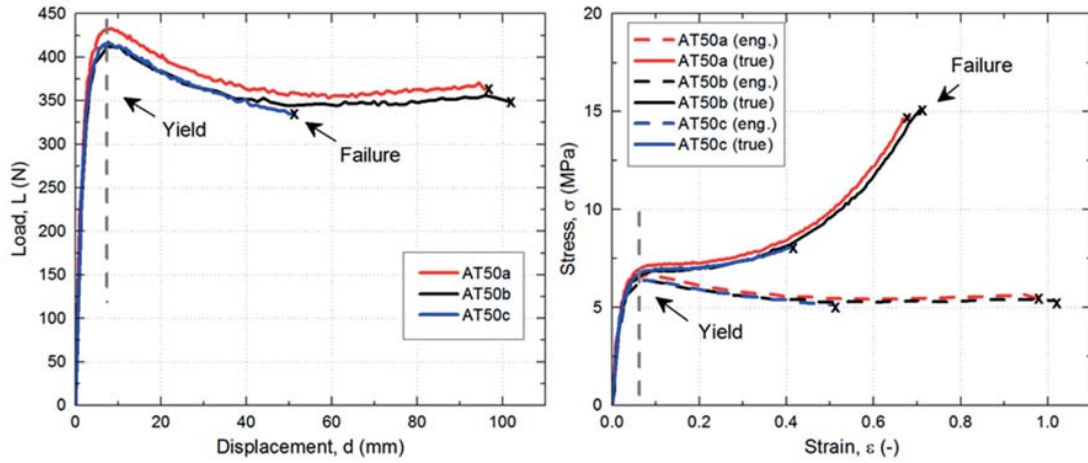 450
400
350
300
250
200
150
100
50
0
Load, L (N)
Yield
Failure
AT50a
AT50b
AT50c
0 20 40 60 80 100
Displacement, d (mm)
20
15
10
5
0
Stress, σ (MPa)
AT50a (eng.)
AT50a (true)
AT50b (eng.)
AT50b (true)
AT50c (eng.)
AT50c (true)
Failure
Yield
0.0 0.2 0.4 0.6 0.8 1.0
Strain, ε (-)